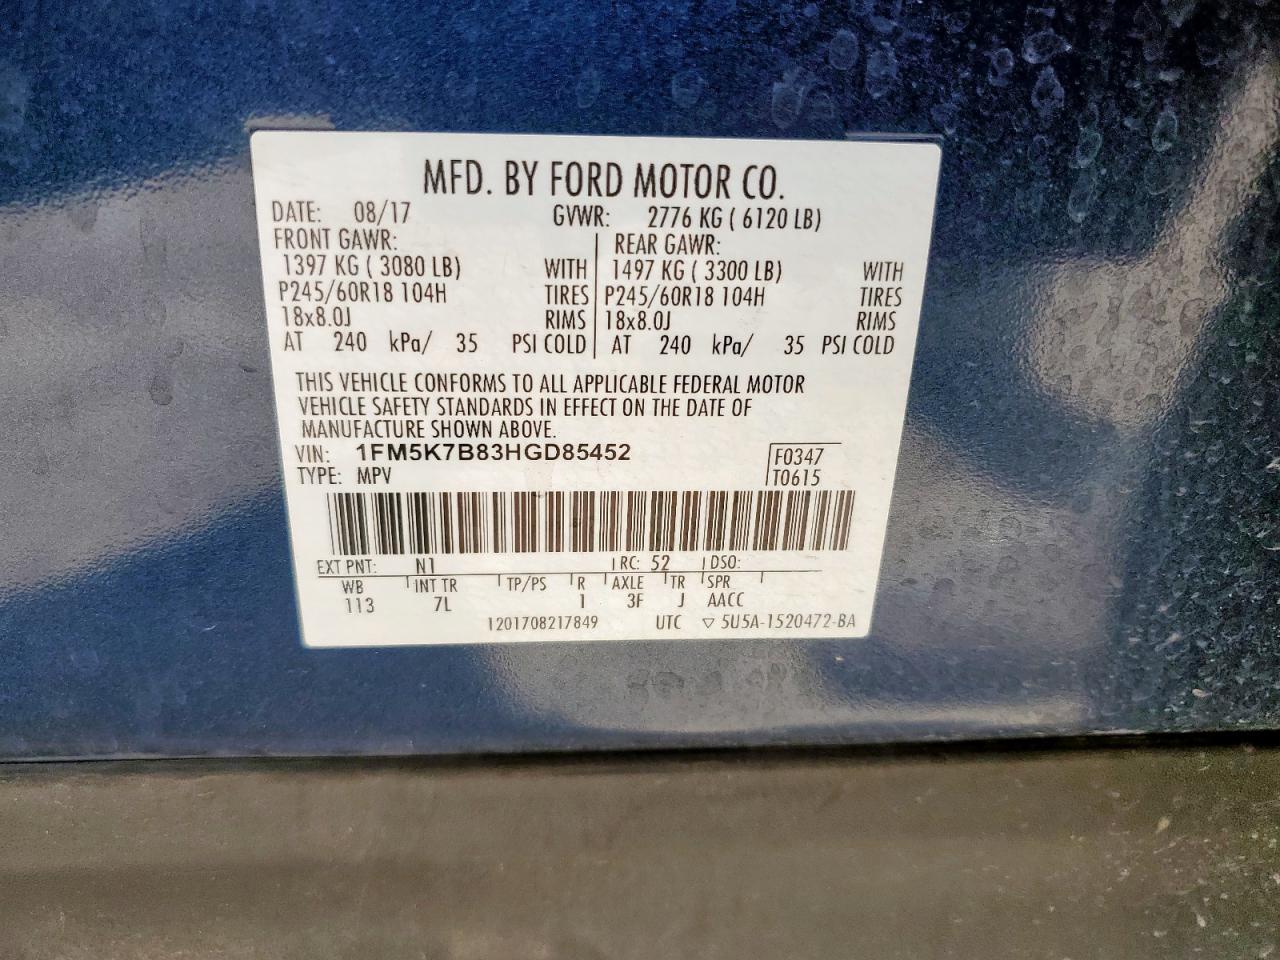 MFD. BY FORD MOTOR CO.
DATE: 08/17 GVWR: 2776 KG ( 6120 LB)
FRONT GAWR: REAR GAWR:
1397 KG ( 3080 LB) WITH 1497 KG ( 3300 LB) WITH
P245/60R18 104H TIRES P245/60R18 104H TIRES
18x8.0J RIMS 18x8.0J RIMS
AT 240 kPa/ 35 PSI COLD AT 240 kPa/ 35 PSI COLD
THIS VEHICLE CONFORMS TO ALL APPLICABLE FEDERAL MOTOR
VEHICLE SAFETY STANDARDS IN EFFECT ON THE DATE OF
MANUFACTURE SHOWN ABOVE.
VIN: 1FM5K7B83HGD85452 F0347
TYPE: MPV T0615
EXT PNT: N1 RC: 52 DSO:
WB INT TR TP/PS R AXLE TR SPR
113 7L 1 3F J AACC
1201708217849 UTC ▽ 5U5A-1520472-BA